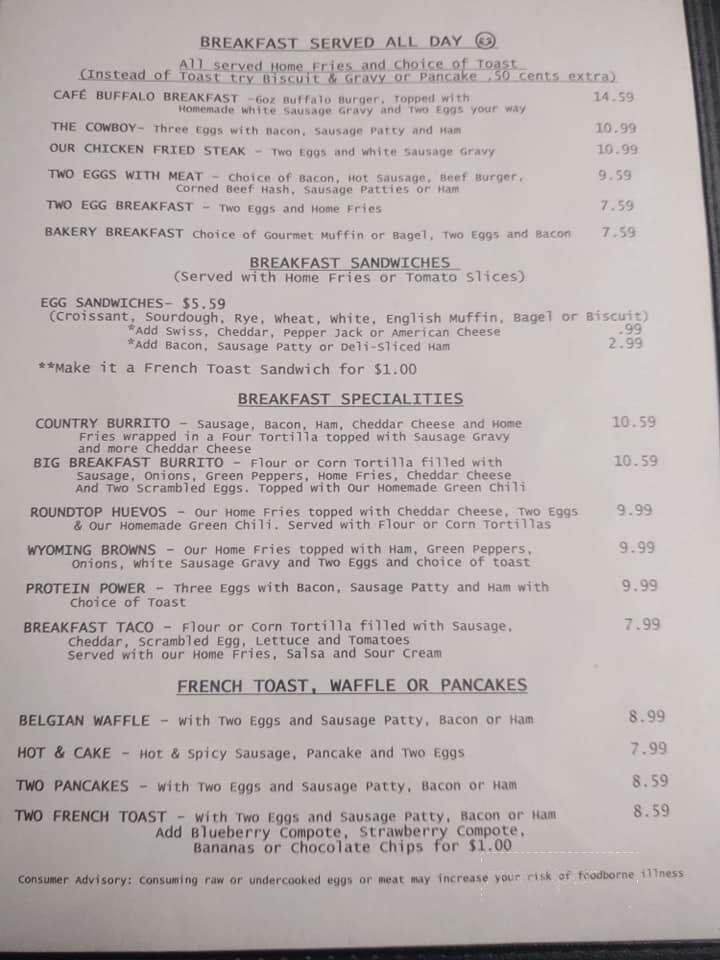 BREAKFAST SERVED ALL DAY
All served Home Fries and Choice of Toast
(Instead of Toast try Biscuit & Gravy or Pancake .50 cents extra)
CAFÉ BUFFALO BREAKFAST -6oz Buffalo Burger, Topped with 14.59
Homemade White Sausage Gravy and Two Eggs your way
THE COWBOY- Three Eggs with Bacon, Sausage Patty and Ham 10.99
OUR CHICKEN FRIED STEAK - Two Eggs and White Sausage Gravy 10.99
TWO EGGS WITH MEAT - Choice of Bacon, Hot Sausage, Beef Burger, 9.59
Corned Beef Hash, Sausage Patties or Ham
TWO EGG BREAKFAST - Two Eggs and Home Fries 7.59
BAKERY BREAKFAST Choice of Gourmet Muffin or Bagel, Two Eggs and Bacon 7.59
BREAKFAST SANDWICHES
(Served with Home Fries or Tomato Slices)
EGG SANDWICHES- $5.59
(Croissant, Sourdough, Rye, Wheat, White, English Muffin, Bagel or Biscuit)
*Add Swiss, Cheddar, Pepper Jack or American Cheese .99
*Add Bacon, Sausage Patty or Deli-Sliced Ham 2.99
**Make it a French Toast Sandwich for $1.00
BREAKFAST SPECIALITIES
COUNTRY BURRITO - Sausage, Bacon, Ham, Cheddar Cheese and Home 10.59
Fries wrapped in a Four Tortilla topped with Sausage Gravy
and more Cheddar Cheese
BIG BREAKFAST BURRITO - Flour or Corn Tortilla filled with 10.59
Sausage, Onions, Green Peppers, Home Fries, Cheddar Cheese
And Two Scrambled Eggs. Topped with Our Homemade Green Chili
ROUNDTOP HUEVOS - Our Home Fries topped with Cheddar Cheese, Two Eggs 9.99
& Our Homemade Green Chili. Served with Flour or Corn Tortillas
WYOMING BROWNS - Our Home Fries topped with Ham, Green Peppers, 9.99
Onions, White Sausage Gravy and Two Eggs and choice of toast
PROTEIN POWER - Three Eggs with Bacon, Sausage Patty and Ham with 9.99
Choice of Toast
BREAKFAST TACO - Flour or Corn Tortilla filled with Sausage, 7.99
Cheddar, Scrambled Egg, Lettuce and Tomatoes
Served with our Home Fries, Salsa and Sour Cream
FRENCH TOAST, WAFFLE OR PANCAKES
BELGIAN WAFFLE - with Two Eggs and Sausage Patty, Bacon or Ham 8.99
HOT & CAKE - Hot & Spicy Sausage, Pancake and Two Eggs 7.99
TWO PANCAKES - with Two Eggs and Sausage Patty, Bacon or Ham 8.59
TWO FRENCH TOAST - with Two Eggs and Sausage Patty, Bacon or Ham 8.59
Add Blueberry Compote, Strawberry Compote,
Bananas or Chocolate Chips for $1.00
Consumer Advisory: Consuming raw or undercooked eggs or meat may increase your risk of foodborne illness